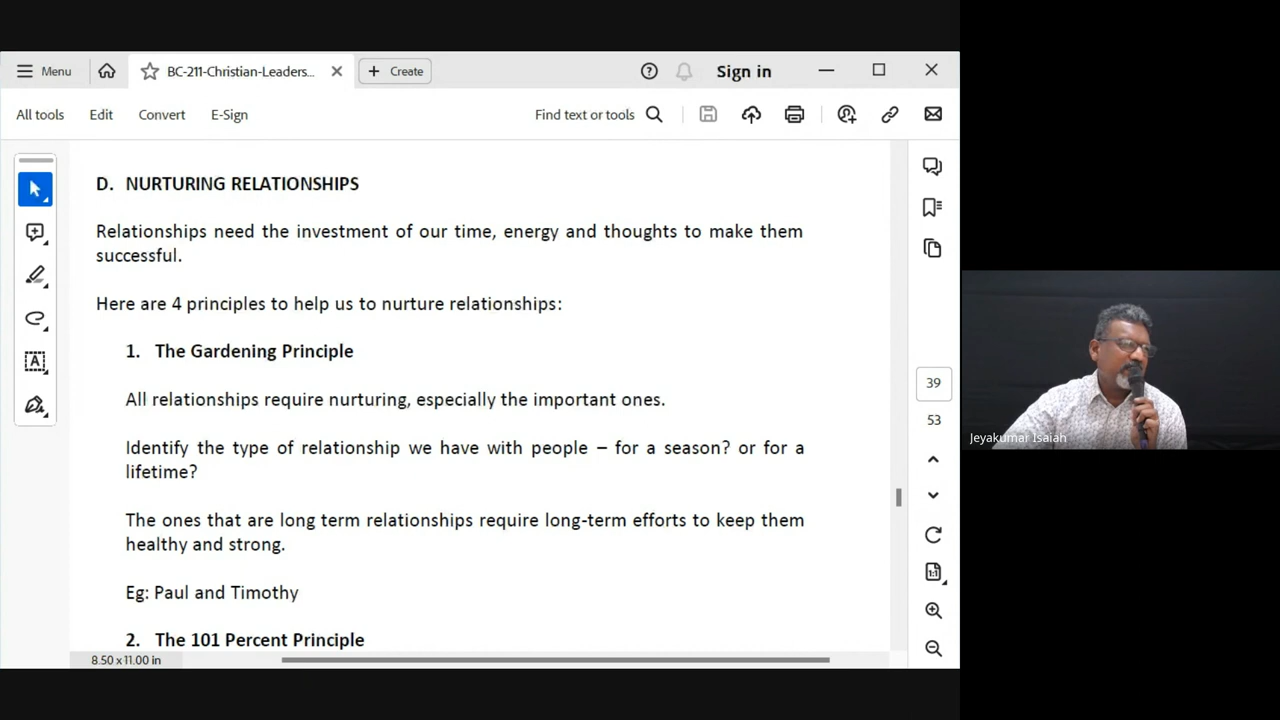 Menu
BC-211-Christian-Leaders...
Create
Sign in
All tools
Edit
Convert
E-Sign
Find text or tools
D. NURTURING RELATIONSHIPS
Relationships need the investment of our time, energy and thoughts to make them
successful.
Here are 4 principles to help us to nurture relationships:
1. The Gardening Principle
All relationships require nurturing, especially the important ones.
Identify the type of relationship we have with people – for a season? or for a
lifetime?
The ones that are long term relationships require long-term efforts to keep them
healthy and strong.
Eg: Paul and Timothy
2. The 101 Percent Principle
8.50 x 11.00 in
39
53
1:1
Jeyakumar Isaiah